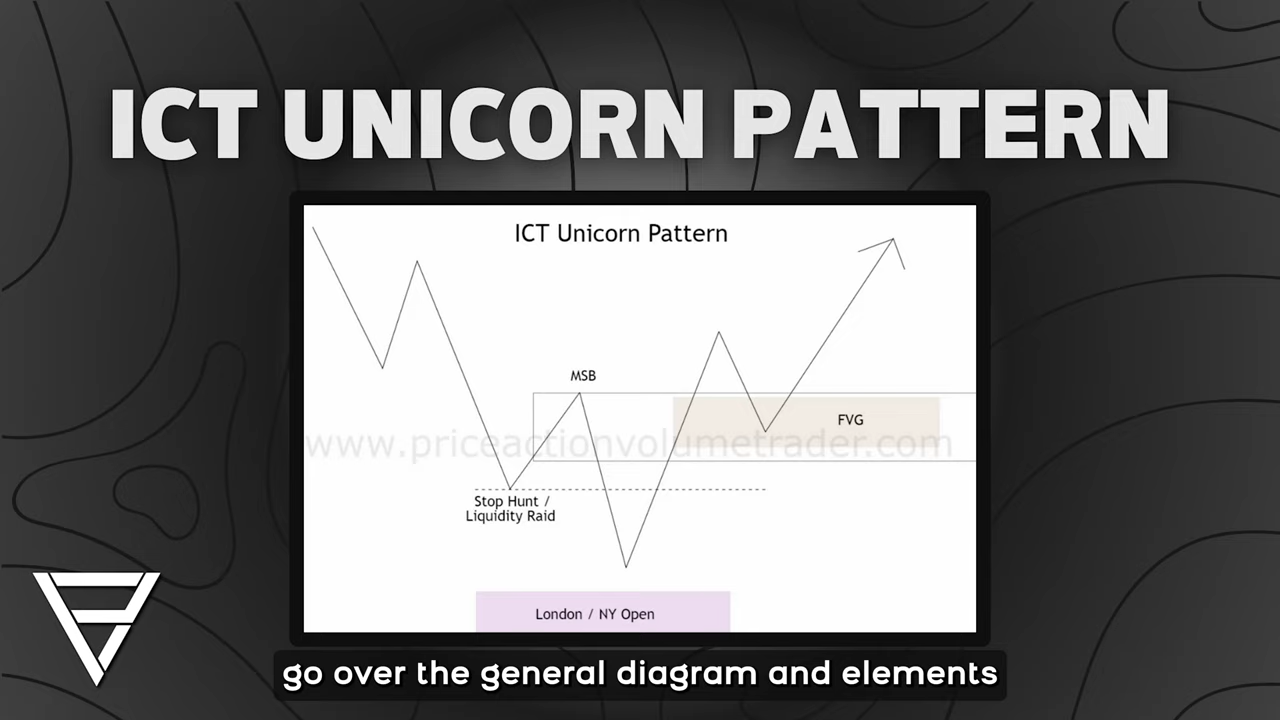 ICT UNICORN PATTERN
ICT Unicorn Pattern
MSB
FVG
www.priceactionvolumetrader.com
Stop Hunt /
Liquidity Raid
London / NY Open
go over the general diagram and elements